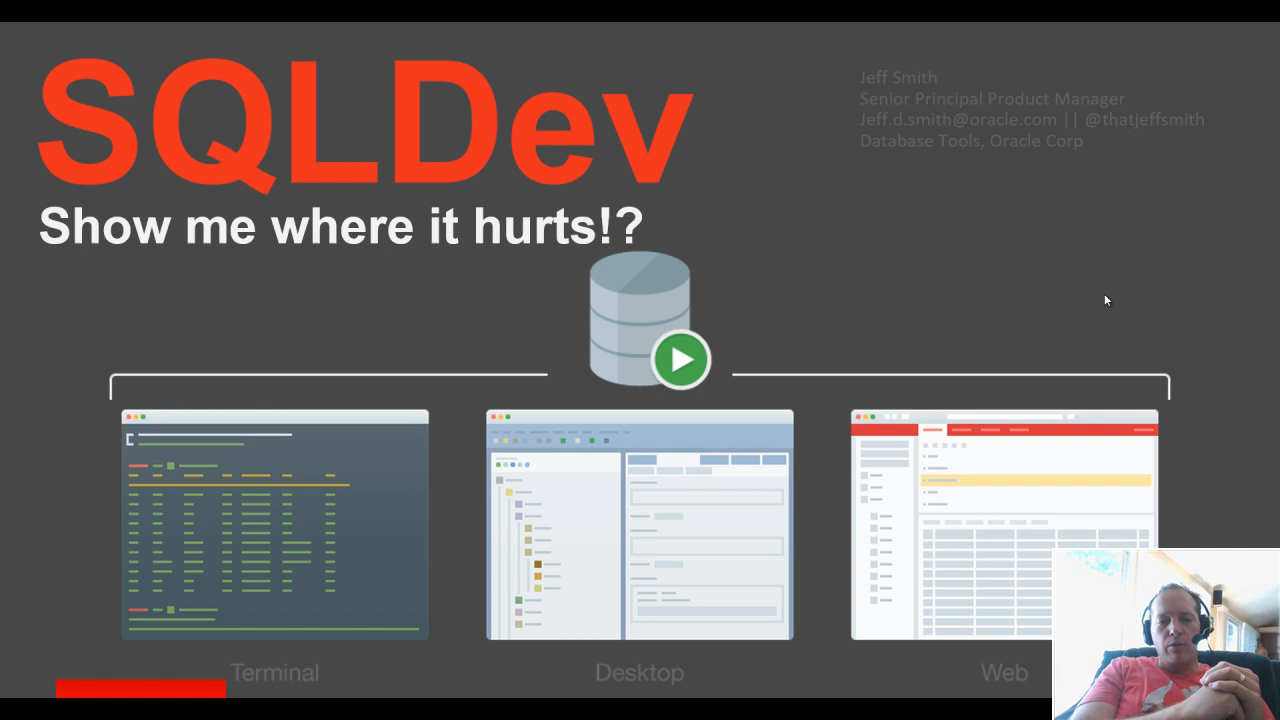 SQLDev
Show me where it hurts!?
Jeff Smith
Senior Principal Product Manager
Jeff.d.smith@oracle.com || @thatjeffsmith
Database Tools, Oracle Corp
Terminal
Desktop
Web